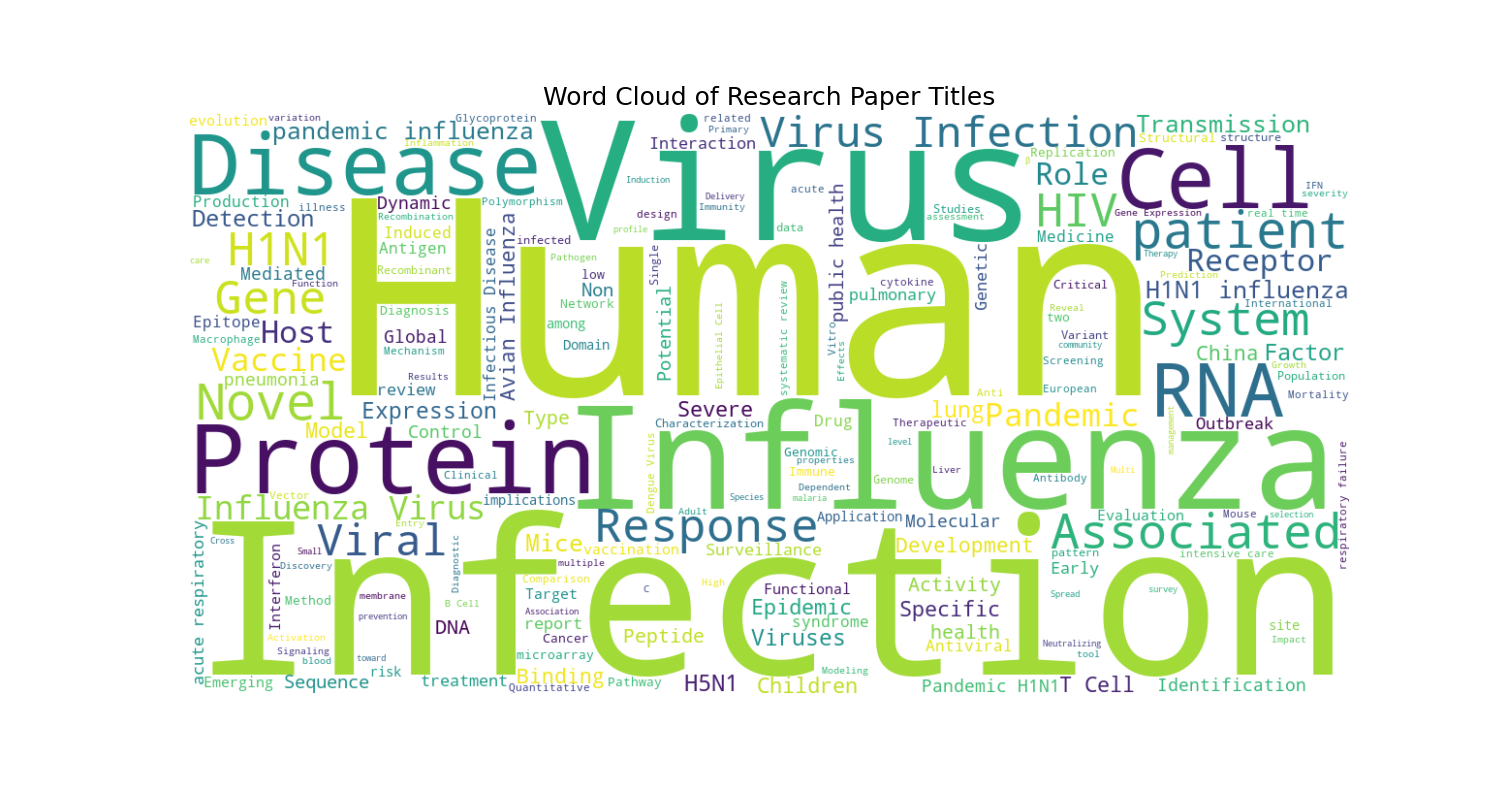 Word Cloud of Research Paper Titles
evolution
variation
Glycoprotein
pandemic influenza
Inflammation
Disease
Virus
related
Primary
Interaction
Virus Infection
Transmission
Structural
structure
Replication
β
Cell
IFN
severity
Role
HIV
Gene Expression
real time
Production
illness
Dynamic
Polymorphism
Recombination
Detection
Induction
Delivery
Immunity
acute
design
profile
data
Studies
assessment
Medicine
patient
Therapy
Receptor
H1N1
Induced
Antigen
infected
Human
care
Mediated
Recombinant
Function
Gene
Infectious Disease
Avian Influenza
Pathogen
low
Non
Single
Network
among
Domain
Potential
Epithelial Cell
systematic review
public health
Vitro
Effects
cytokine
pulmonary
Genetic
Critical
Reveal
two
Variant
community
Screening
European
Prediction
H1N1 influenza
International
System
China
Factor
Growth
Population
Mortality
Epitope
Macrophage
Host
Diagnosis
Global
Mechanism
Vaccine
pneumonia
Results
review
Novel
Expression
Model
Control
Type
Severe
Characterization
Drug
Therapeutic
lung
Anti
Pandemic
RNA
Outbreak
management
Protein
Clinical
Influenza
Dengue Virus
Genomic
properties
Immune
Dependent
malaria
level
Genome
Liver
Antibody
Multi
Species
Adult
Vector
Influenza Virus
implications
Entry
respiratory failure
acute respiratory
Cross
Viral
Response
Application
Molecular
Evaluation
Mouse
selection
Associated
Infection
Interferon
Small
Discovery
Diagnostic
Mice
vaccination
multiple
Surveillance
Development
pattern
Early
intensive care
Method
membrane
prevention
B Cell
Comparison
Target
Association
C
High
Functional
Epidemic
syndrome
Activity
Specific
Spread
survey
Activation
Signaling
blood
toward
risk
DNA
report
Cancer
microarray
Peptide
Viruses
health
Antiviral
Neutralizing
tool
site
Impact
Emerging
Sequence
treatment
Binding
Quantitative
Pathway
H5N1
Children
Modeling
Pandemic H1N1
T Cell
Identification